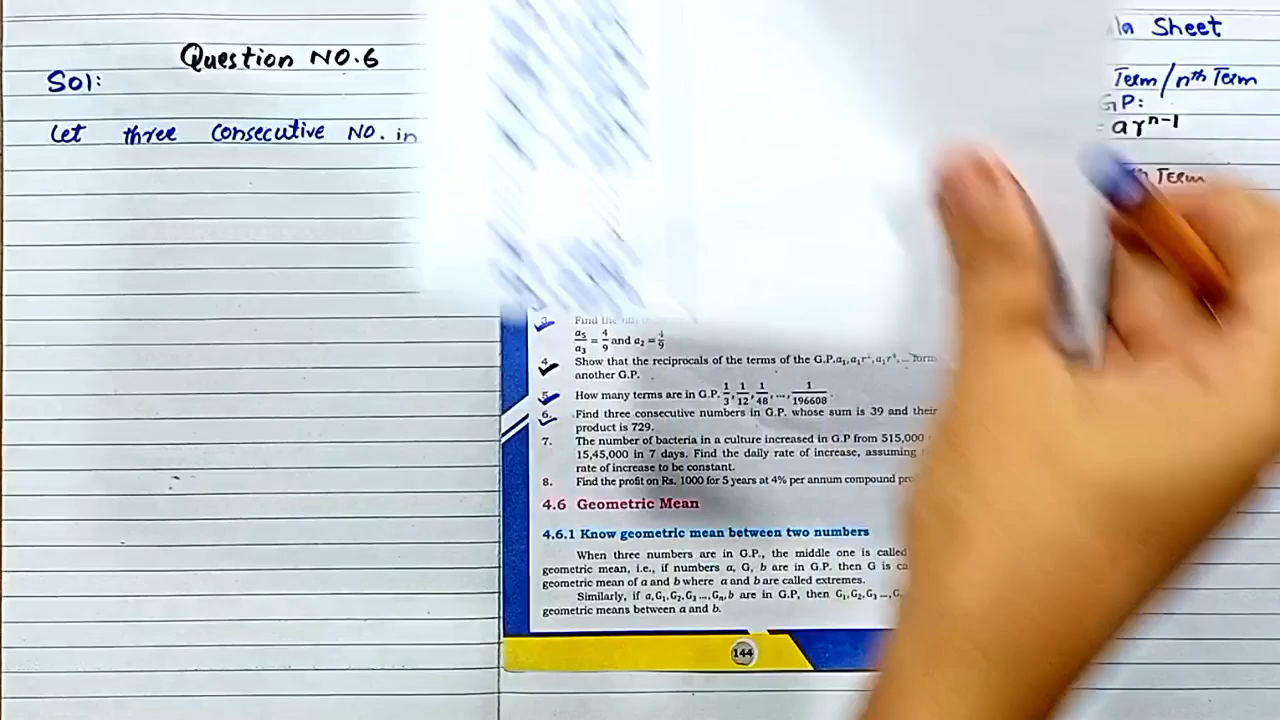 Question NO.6
Sol:
Let three consecutive NO. in
la Sheet
Term/nth Term
GP:
= arⁿ⁻¹
Term
3. Find the
a₅/a₃ = 4/9 and a₂ = 4/9
4. Show that the reciprocals of the terms of the G.P. a₁, a₁r², a₁r⁴, ... form
another G.P.
5. How many terms are in G.P. 1/3, 1/12, 1/48, ..., 1/196608.
6. Find three consecutive numbers in G.P. whose sum is 39 and their
product is 729.
7. The number of bacteria in a culture increased in G.P from 515,000
15,45,000 in 7 days. Find the daily rate of increase, assuming
rate of increase to be constant.
8. Find the profit on Rs. 1000 for 5 years at 4% per annum compound
4.6 Geometric Mean
4.6.1 Know geometric mean between two numbers
When three numbers are in G.P., the middle one is called
geometric mean, i.e., if numbers a, G, b are in G.P. then G is
geometric mean of a and b where a and b are called extremes.
Similarly, if a, G₁, G₂, G₃ ..., Gₙ, b are in G.P, then G₁, G₂, G₃ ...,
geometric means between a and b.
144